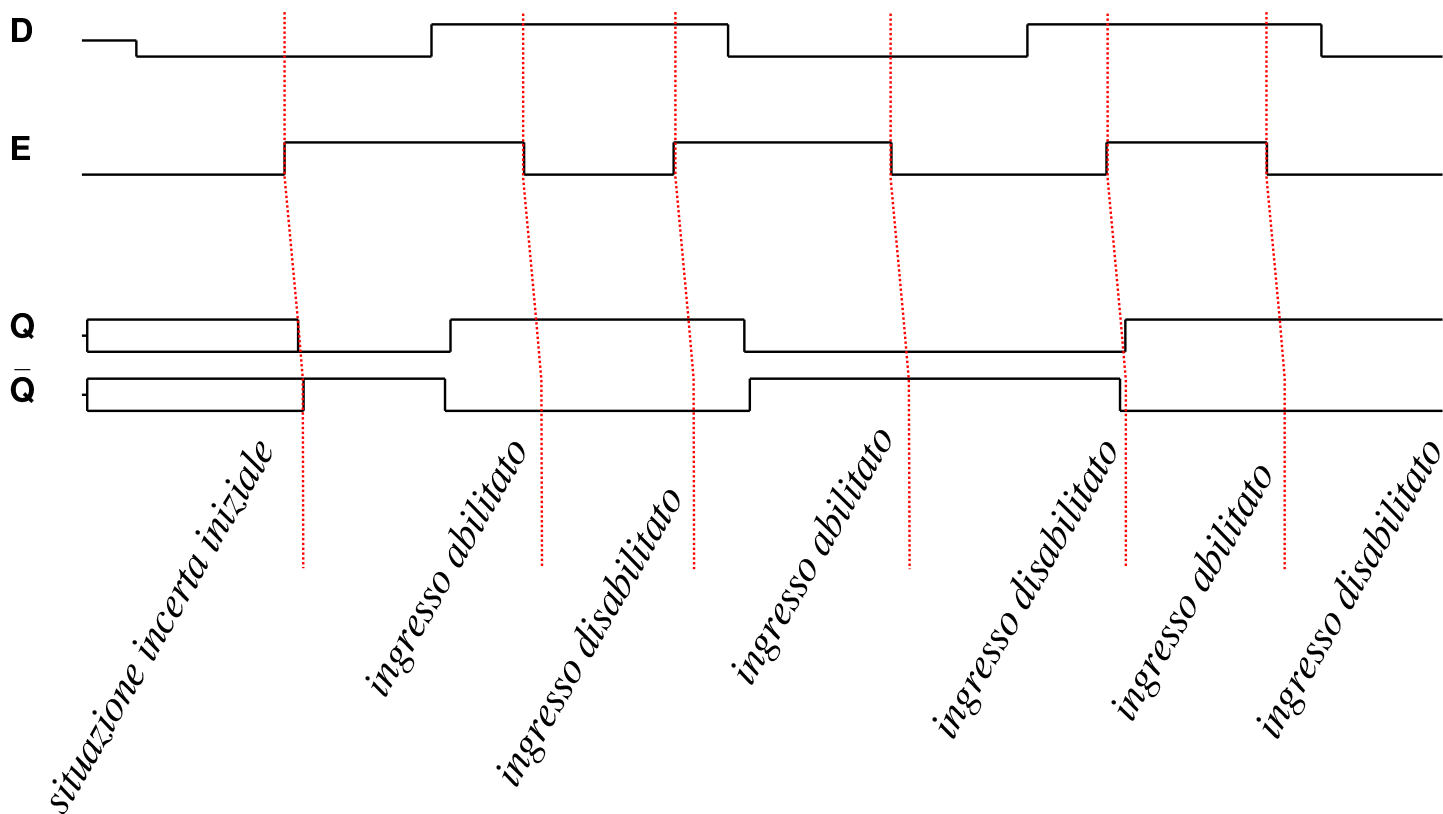 D
E
Q
Q̅
situazione incerta iniziale
ingresso abilitato
ingresso disabilitato
ingresso abilitato
ingresso disabilitato
ingresso abilitato
ingresso disabilitato